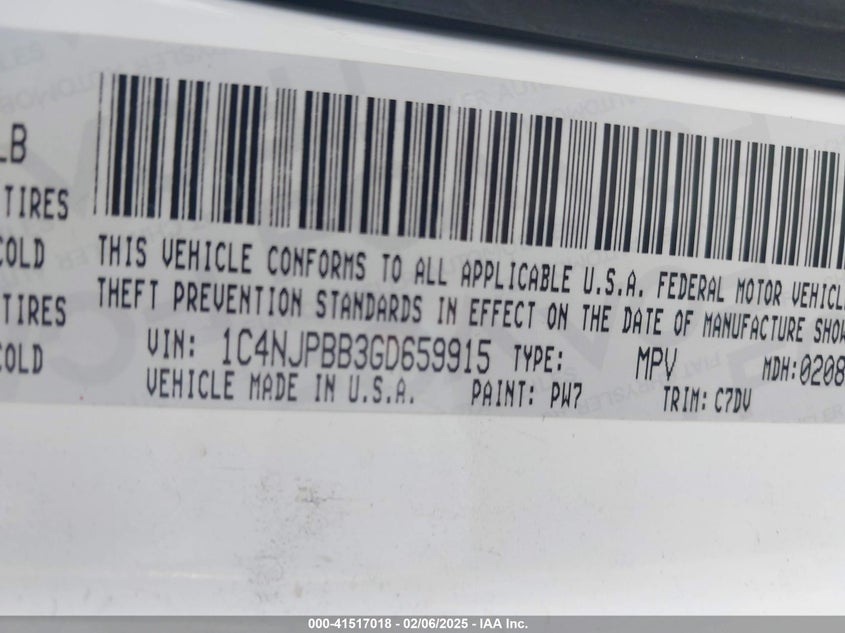 LB
TIRES
COLD
TIRES
COLD
THIS VEHICLE CONFORMS TO ALL APPLICABLE U.S.A. FEDERAL MOTOR VEHICL
THEFT PREVENTION STANDARDS IN EFFECT ON THE DATE OF MANUFACTURE SHOW
VIN: 1C4NJPBB3GD659915 TYPE: MPV MDH:0208
VEHICLE MADE IN U.S.A. PAINT: PW7 TRIM: C7DV
000-41517018 - 02/06/2025 - IAA Inc.